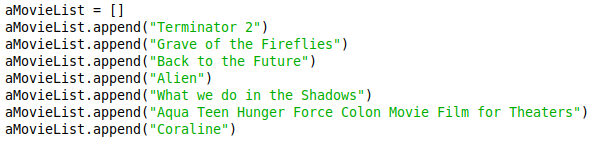 aMovieList = []
aMovieList.append("Terminator 2")
aMovieList.append("Grave of the Fireflies")
aMovieList.append("Back to the Future")
aMovieList.append("Alien")
aMovieList.append("What we do in the Shadows")
aMovieList.append("Aqua Teen Hunger Force Colon Movie Film for Theaters")
aMovieList.append("Coraline")